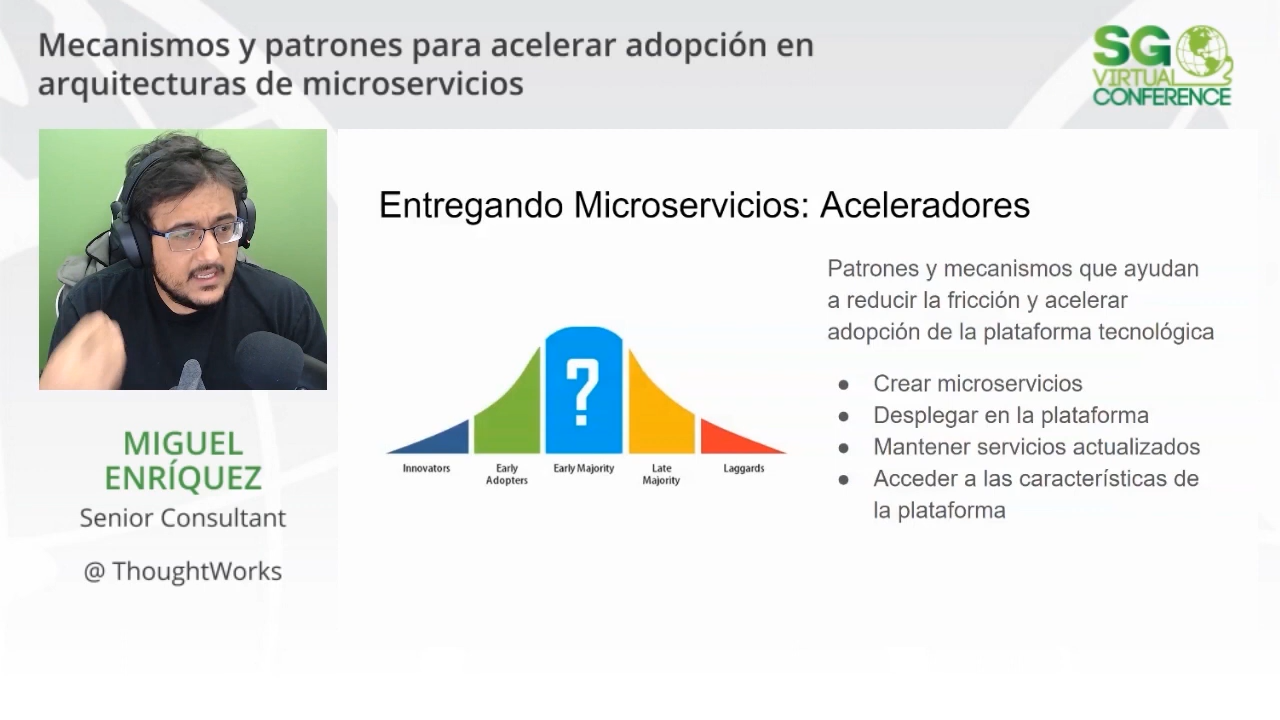 Mecanismos y patrones para acelerar adopción en
arquitecturas de microservicios
SG
VIRTUAL
CONFERENCE
MIGUEL
ENRÍQUEZ
Senior Consultant
@ ThoughtWorks
Entregando Microservicios: Aceleradores
?
Innovators
Early
Adopters
Early Majority
Late
Majority
Laggards
Patrones y mecanismos que ayudan
a reducir la fricción y acelerar
adopción de la plataforma tecnológica
● Crear microservicios
● Desplegar en la plataforma
● Mantener servicios actualizados
● Acceder a las características de
la plataforma